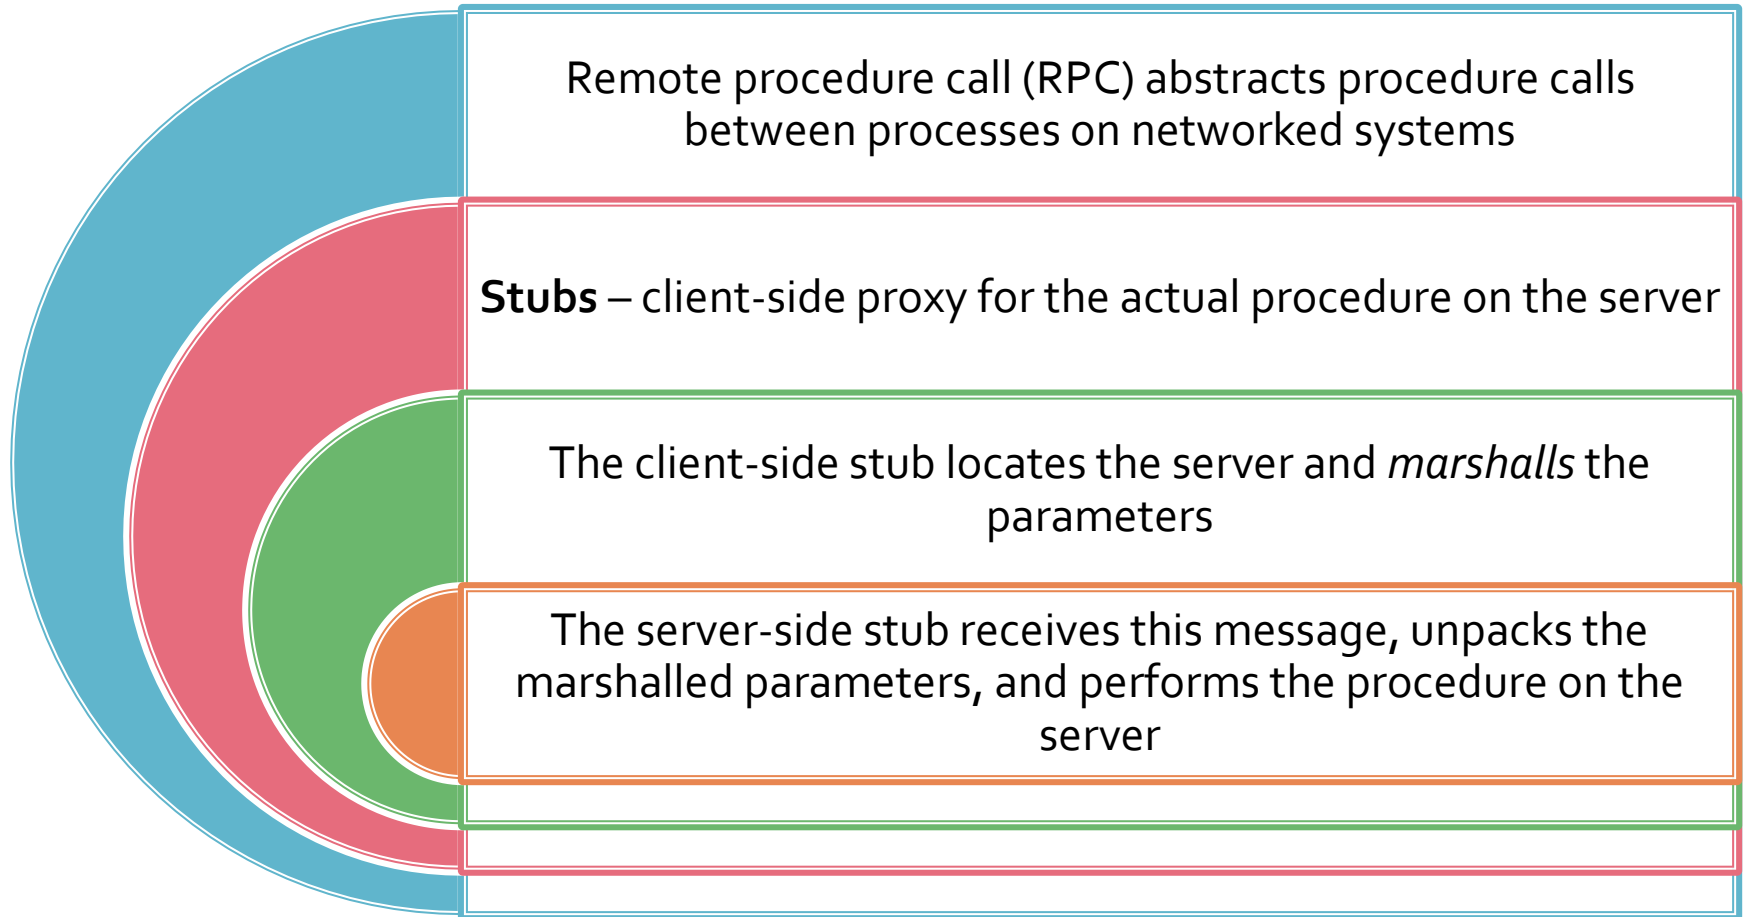 Remote procedure call (RPC) abstracts procedure calls
between processes on networked systems
Stubs – client-side proxy for the actual procedure on the server
The client-side stub locates the server and marshalls the
parameters
The server-side stub receives this message, unpacks the
marshalled parameters, and performs the procedure on the
server